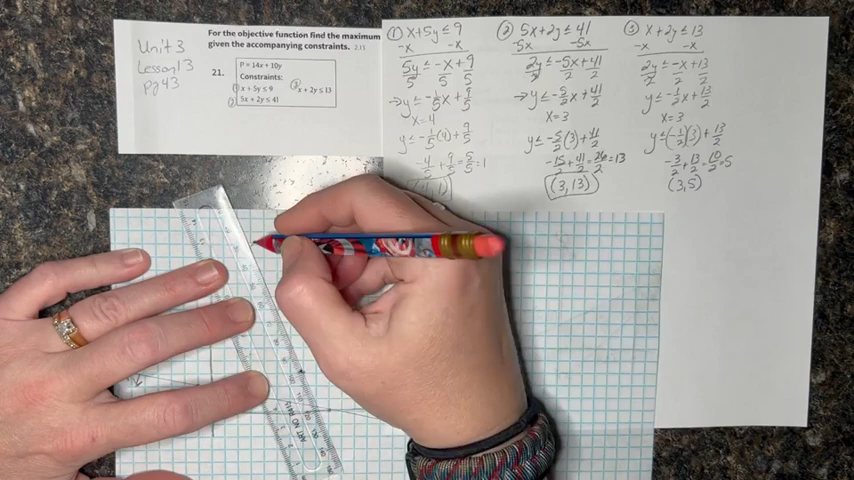 Unit 3
Lesson 13
pg 43
For the objective function find the maximum
given the accompanying constraints. 2.13
21.
P = 14x + 10y
Constraints:
① x + 5y ≤ 9
② 5x + 2y ≤ 41
③ x + 2y ≤ 13
① x+5y ≤ 9
-x -x
5y/5 ≤ -x/5 + 9/5
→ y ≤ -1/5x + 9/5
x=4
y ≤ -1/5(4) + 9/5
-4/5 + 9/5 = 5/5 = 1
② 5x+2y ≤ 41
-5x -5x
2y/2 ≤ -5x/2 + 41/2
→ y ≤ -5/2x + 41/2
x=3
y ≤ -5/2(3) + 41/2
-15/2 + 41/2 = 26/2 = 13
(3,13)
③ x+2y ≤ 13
-x -x
2y/2 ≤ -x/2 + 13/2
y ≤ -1/2x + 13/2
x=3
y ≤ (-1/2)(3) + 13/2
-3/2 + 13/2 = 10/2 = 5
(3,5)